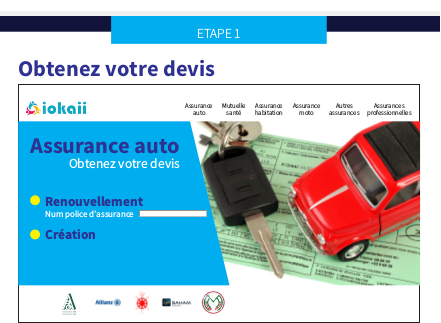 ETAPE 1
Obtenez votre devis
iokaii
Assurance auto
Mutuelle santé
Assurance habitation
Assurance moto
Autres assurances
Assurances professionnelles
Assurance auto
Obtenez votre devis
Renouvellement
Num police d'assurance
Création
Allianz
SAHAM